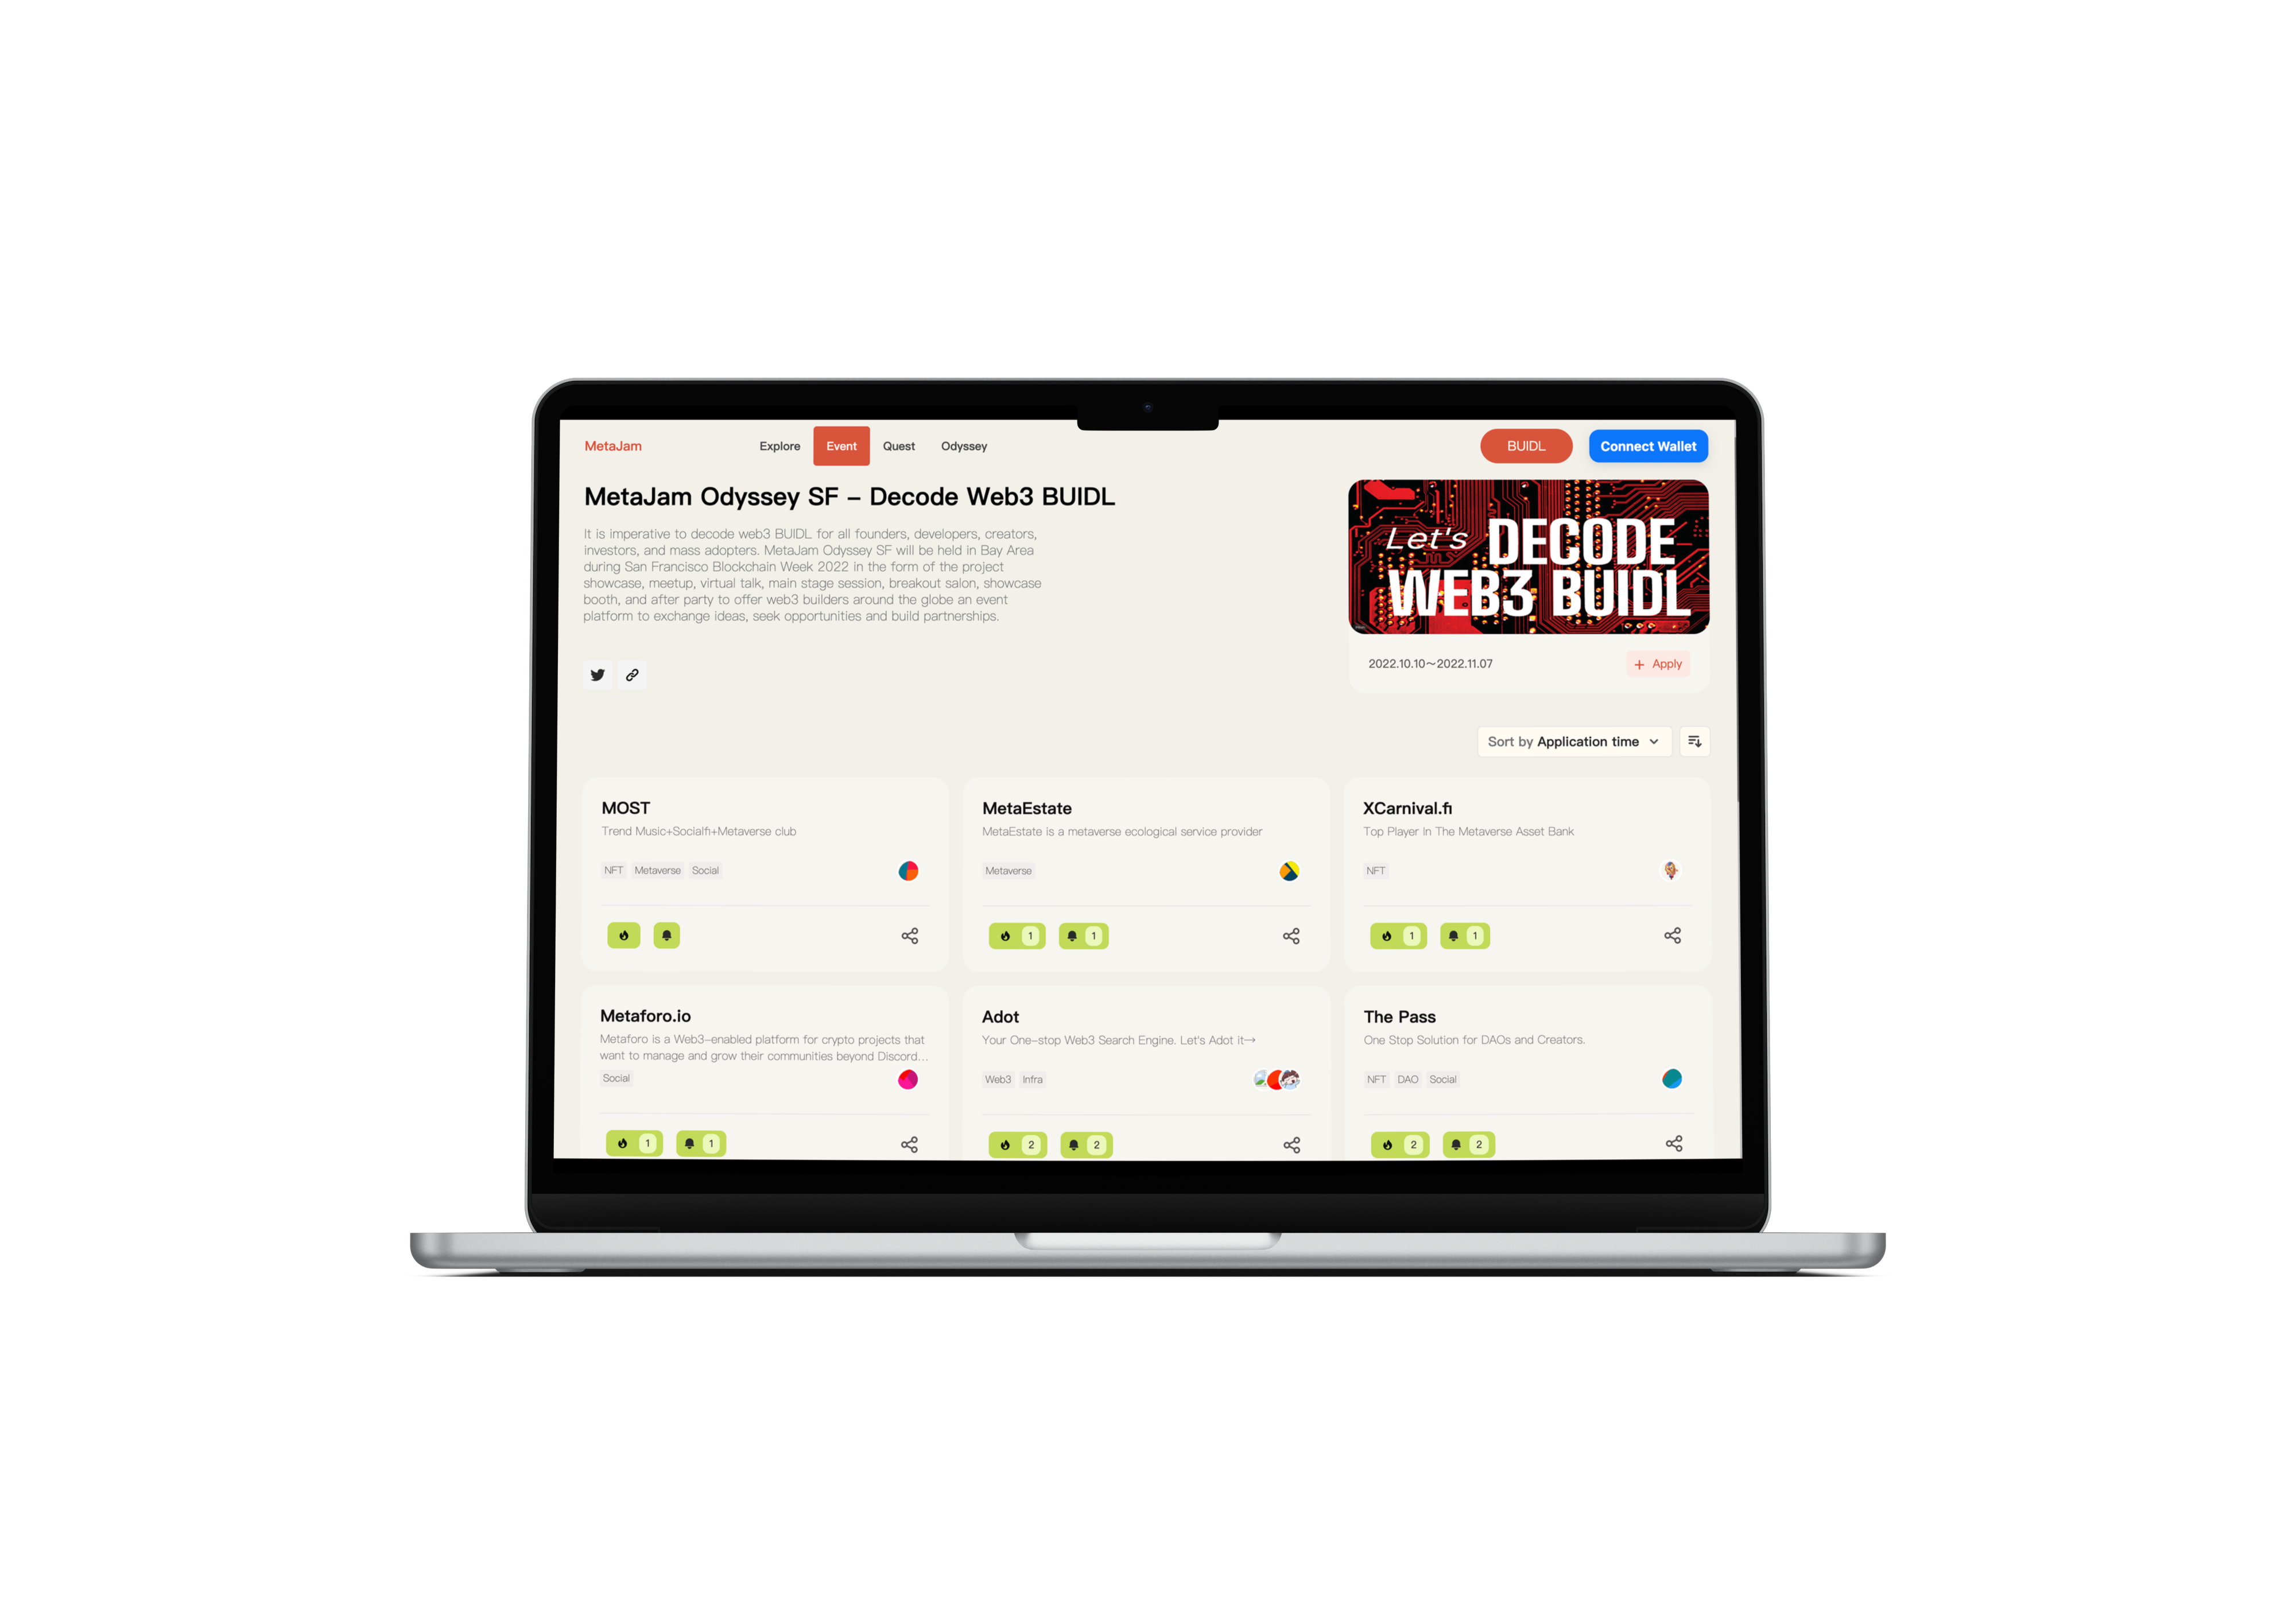 MetaJam
Explore
Event
Quest
Odyssey
BUIDL
Connect Wallet
MetaJam Odyssey SF – Decode Web3 BUIDL
It is imperative to decode web3 BUIDL for all founders, developers, creators,
investors, and mass adopters. MetaJam Odyssey SF will be held in Bay Area
during San Francisco Blockchain Week 2022 in the form of the project
showcase, meetup, virtual talk, main stage session, breakout salon, showcase
booth, and after party to offer web3 builders around the globe an event
platform to exchange ideas, seek opportunities and build partnerships.
Let's DECODE
WEB3 BUIDL
2022.10.10~2022.11.07
+ Apply
Sort by Application time
MOST
Trend Music+Socialfi+Metaverse club
NFT Metaverse Social
MetaEstate
MetaEstate is a metaverse ecological service provider
Metaverse
1 1
XCarnival.fi
Top Player In The Metaverse Asset Bank
NFT
1 1
Metaforo.io
Metaforo is a Web3-enabled platform for crypto projects that
want to manage and grow their communities beyond Discord...
Social
1 1
Adot
Your One-stop Web3 Search Engine. Let's Adot it→
Web3 Infra
2 2
The Pass
One Stop Solution for DAOs and Creators.
NFT DAO Social
2 2